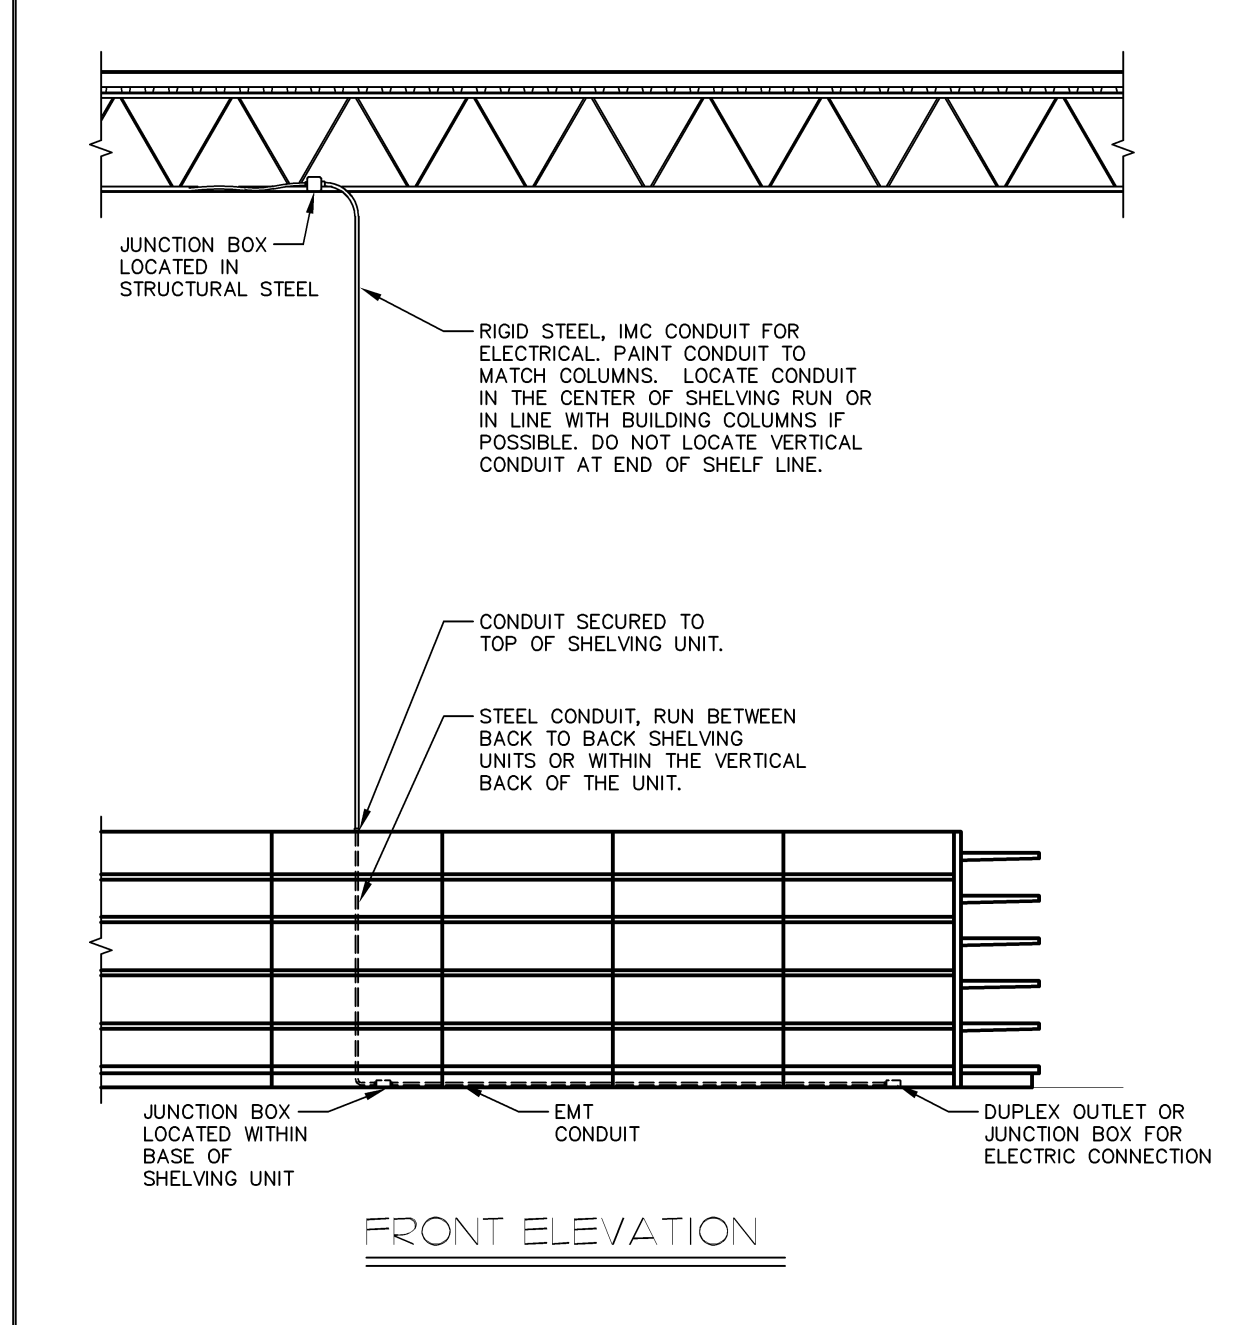 JUNCTION BOX
LOCATED IN
STRUCTURAL STEEL
RIGID STEEL, IMC CONDUIT FOR
ELECTRICAL. PAINT CONDUIT TO
MATCH COLUMNS. LOCATE CONDUIT
IN THE CENTER OF SHELVING RUN OR
IN LINE WITH BUILDING COLUMNS IF
POSSIBLE. DO NOT LOCATE VERTICAL
CONDUIT AT END OF SHELF LINE.
CONDUIT SECURED TO
TOP OF SHELVING UNIT.
STEEL CONDUIT, RUN BETWEEN
BACK TO BACK SHELVING
UNITS OR WITHIN THE VERTICAL
BACK OF THE UNIT.
JUNCTION BOX
LOCATED WITHIN
BASE OF
SHELVING UNIT
EMT
CONDUIT
DUPLEX OUTLET OR
JUNCTION BOX FOR
ELECTRIC CONNECTION
FRONT ELEVATION